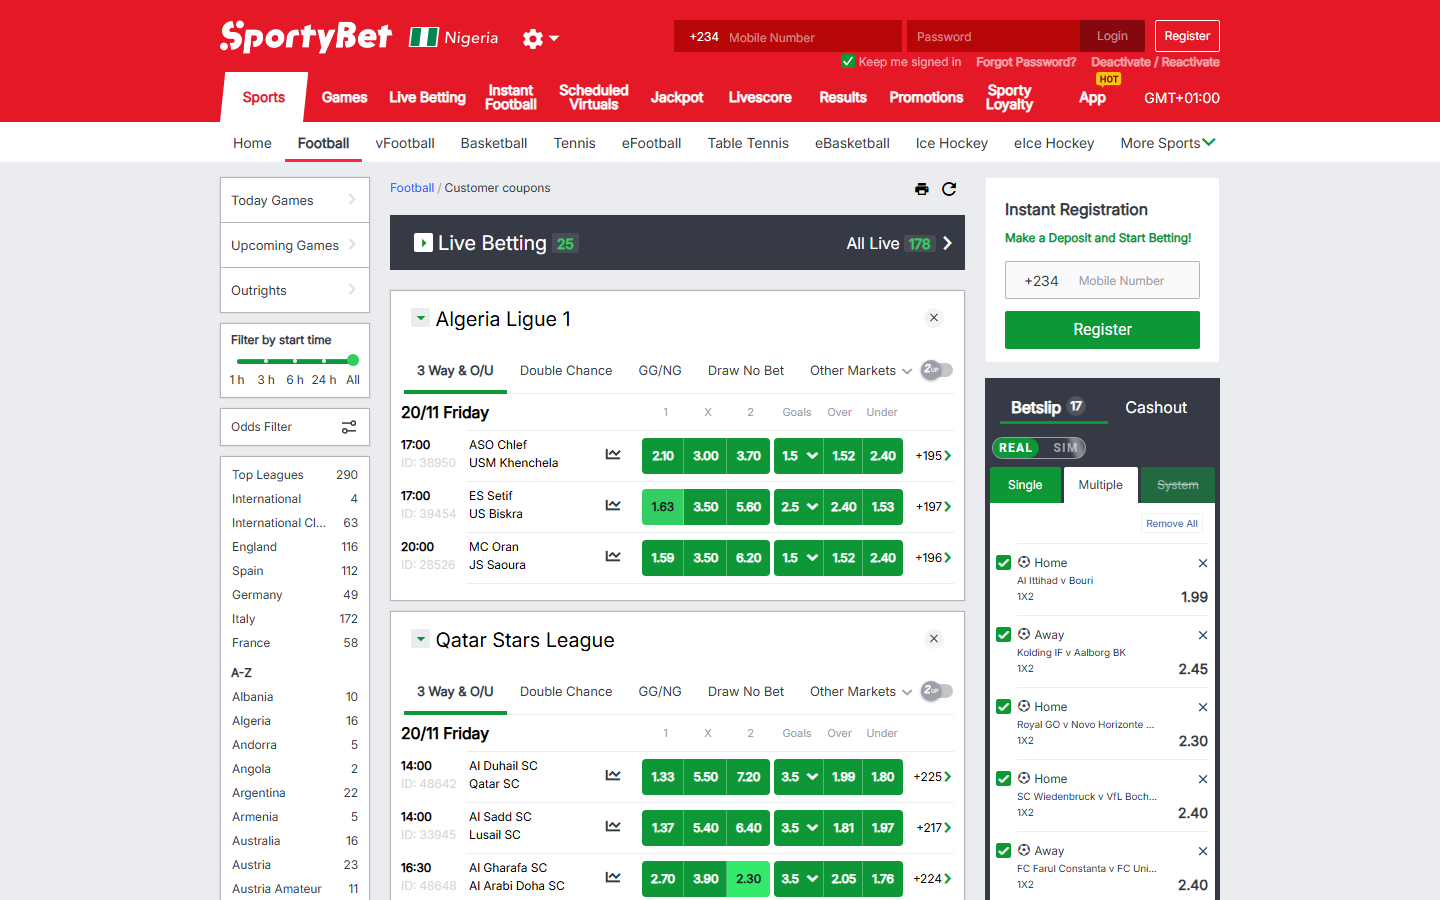 SportyBet
Nigeria
+234 Mobile Number
Password
Login
Register
Keep me signed in
Forgot Password?
Deactivate / Reactivate
Sports
Games
Live Betting
Instant Football
Scheduled Virtuals
Jackpot
Livescore
Results
Promotions
Sporty Loyalty
HOT
App
GMT+01:00
Home
Football
vFootball
Basketball
Tennis
eFootball
Table Tennis
eBasketball
Ice Hockey
eIce Hockey
More Sports
Today Games
Upcoming Games
Outrights
Filter by start time
1 h 3 h 6 h 24 h All
Odds Filter
Top Leagues 290
International 4
International Cl... 63
England 116
Spain 112
Germany 49
Italy 172
France 58
A-Z
Albania 10
Algeria 16
Andorra 5
Angola 2
Argentina 22
Armenia 5
Australia 16
Austria 23
Austria Amateur 11
Football / Customer coupons
Live Betting 25
All Live 178
Algeria Ligue 1
3 Way & O/U Double Chance GG/NG Draw No Bet Other Markets 2UP
20/11 Friday 1 X 2 Goals Over Under
17:00 ASO Chlef
ID: 38950 USM Khenchela
2.10 3.00 3.70 1.5 1.52 2.40 +195
17:00 ES Setif
ID: 39454 US Biskra
1.63 3.50 5.60 2.5 2.40 1.53 +197
20:00 MC Oran
ID: 28526 JS Saoura
1.59 3.50 6.20 1.5 1.52 2.40 +196
Qatar Stars League
3 Way & O/U Double Chance GG/NG Draw No Bet Other Markets 2UP
20/11 Friday 1 X 2 Goals Over Under
14:00 Al Duhail SC
ID: 48642 Qatar SC
1.33 5.50 7.20 3.5 1.99 1.80 +225
14:00 Al Sadd SC
ID: 33945 Lusail SC
1.37 5.40 6.40 3.5 1.81 1.97 +217
16:30 Al Gharafa SC
ID: 48648 Al Arabi Doha SC
2.70 3.90 2.30 3.5 2.05 1.76 +224
Instant Registration
Make a Deposit and Start Betting!
+234 Mobile Number
Register
Betslip 17
Cashout
REAL SIM
Single Multiple System
Remove All
Home
Al Ittihad v Bouri
1X2 1.99
Away
Kolding IF v Aalborg BK
1X2 2.45
Home
Royal GO v Novo Horizonte ...
1X2 2.30
Home
SC Wiedenbruck v VfL Boch...
1X2 2.40
Away
FC Farul Constanta v FC Uni...
1X2 2.40